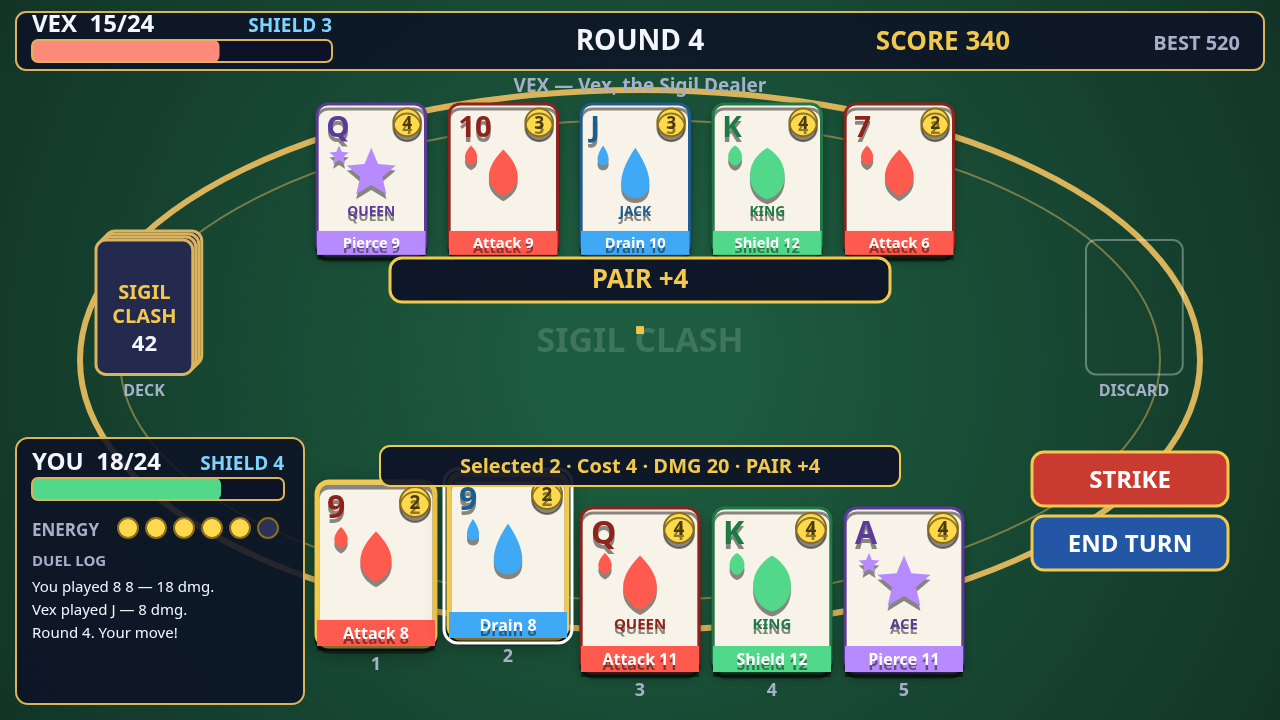 VEX 15/24
SHIELD 3
ROUND 4
SCORE 340
BEST 520
VEX — Vex, the Sigil Dealer
Q 4
QUEEN
Pierce 9
10 3
Attack 9
J 3
JACK
Drain 10
K 4
KING
Shield 12
7 2
Attack 6
PAIR +4
SIGIL CLASH
SIGIL
CLASH
42
DECK
DISCARD
YOU 18/24
SHIELD 4
ENERGY
DUEL LOG
You played 8 8 — 18 dmg.
Vex played J — 8 dmg.
Round 4. Your move!
Selected 2 · Cost 4 · DMG 20 · PAIR +4
9 2
Attack 8
1
9 2
Drain 8
2
Q 4
QUEEN
Attack 11
3
K 4
KING
Shield 12
4
A 4
ACE
Pierce 11
5
STRIKE
END TURN